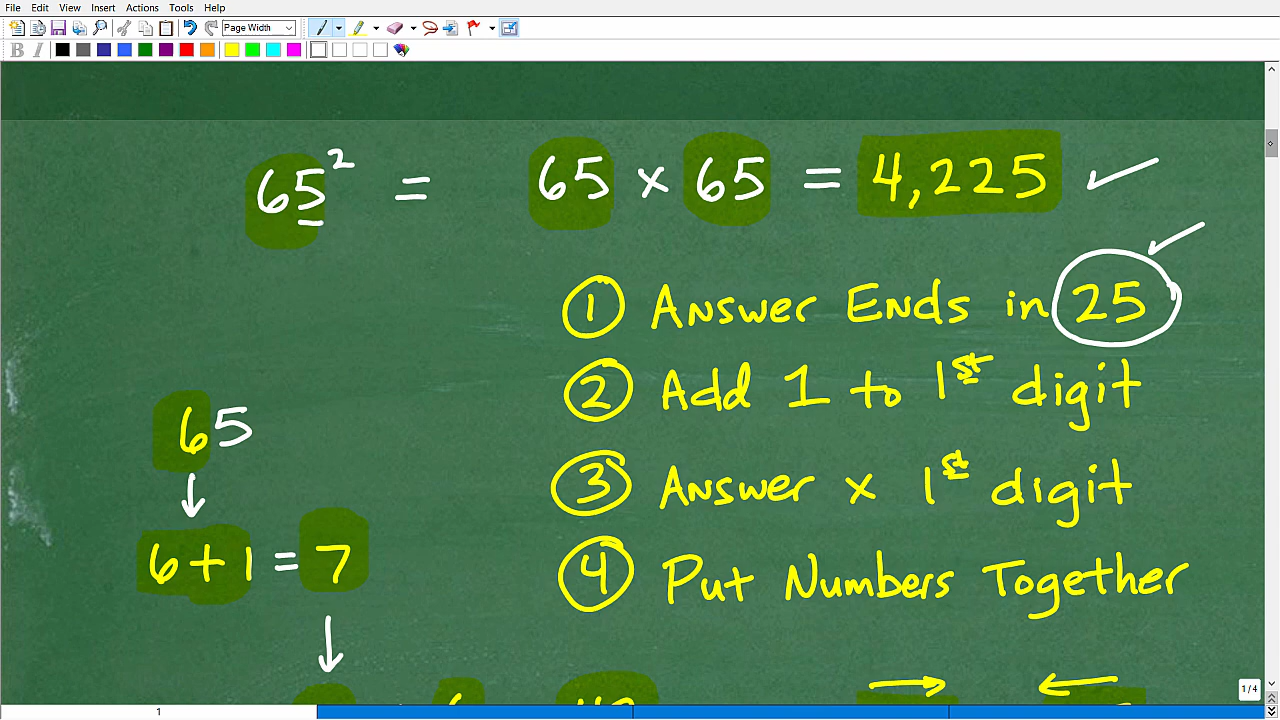 File Edit View Insert Actions Tools Help
Page Width
B I
65² = 65 x 65 = 4,225
① Answer Ends in 25
② Add 1 to 1st digit
65
③ Answer x 1st digit
6+1=7
④ Put Numbers Together
1/4
1